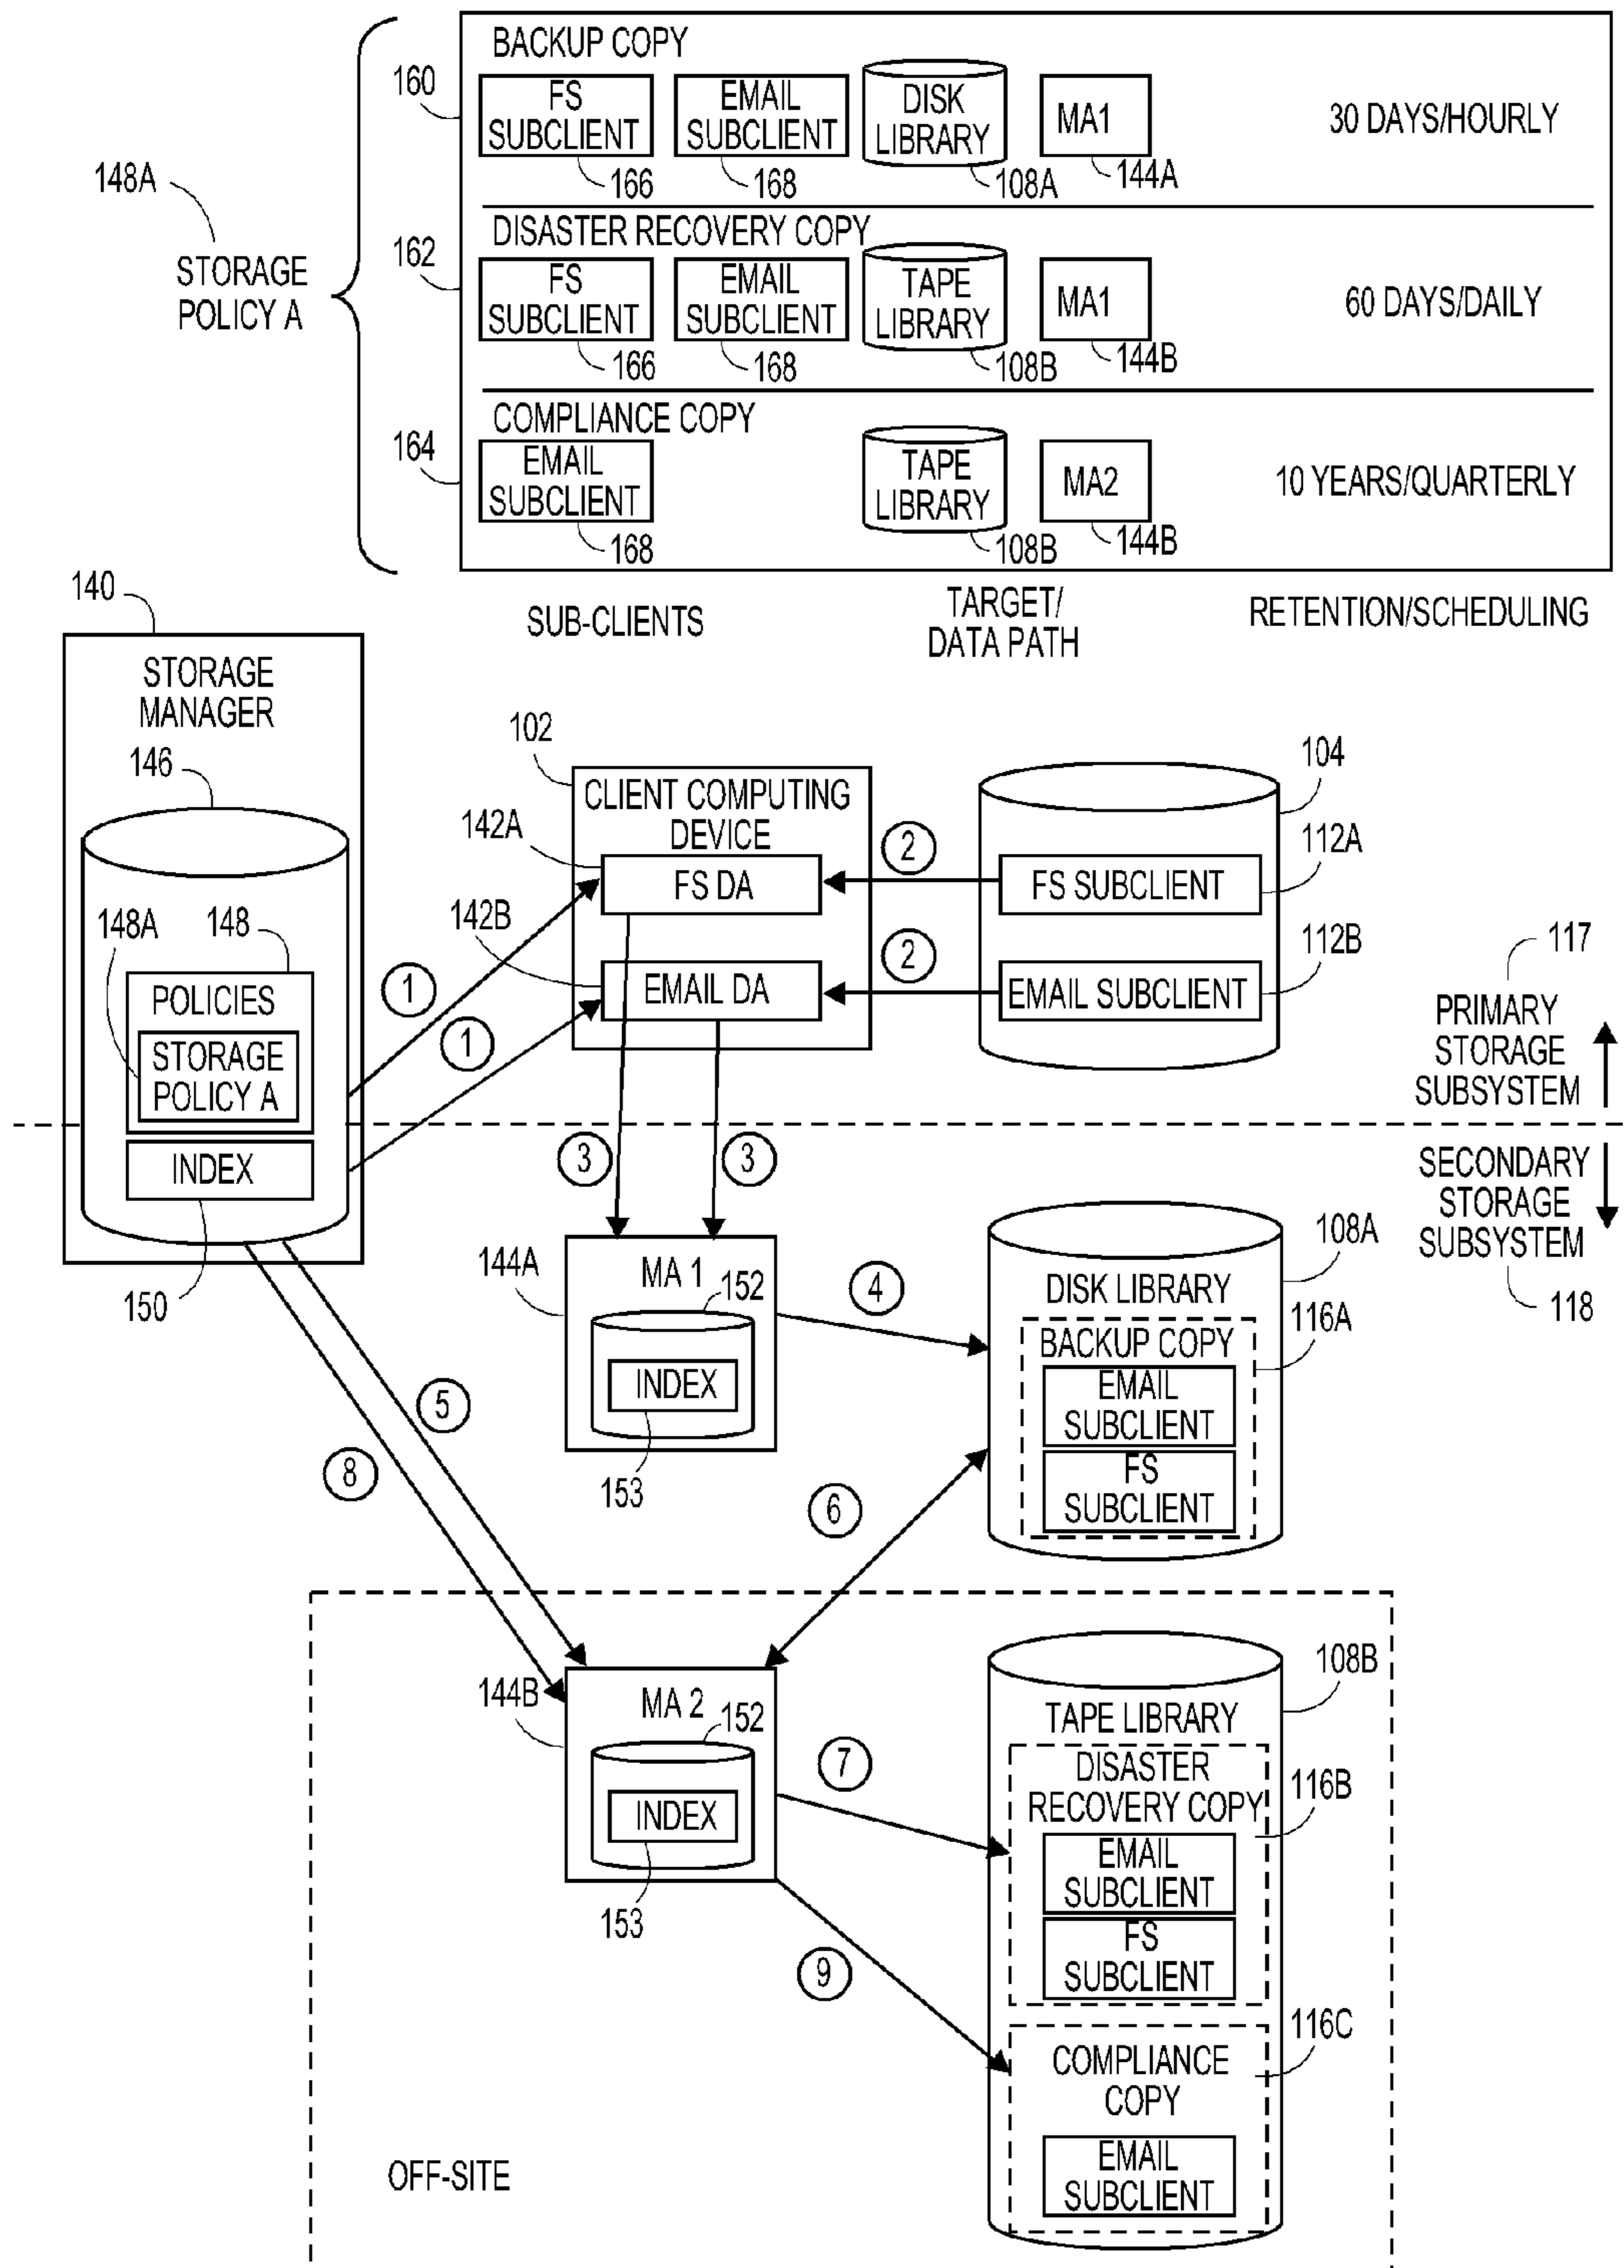 BACKUP COPY
160
FS
SUBCLIENT
166
EMAIL
SUBCLIENT
168
DISK
LIBRARY
108A
MA1
144A
30 DAYS/HOURLY
148A
STORAGE
POLICY A
DISASTER RECOVERY COPY
162
FS
SUBCLIENT
166
EMAIL
SUBCLIENT
168
TAPE
LIBRARY
108B
MA1
144B
60 DAYS/DAILY
COMPLIANCE COPY
164
EMAIL
SUBCLIENT
168
TAPE
LIBRARY
108B
MA2
144B
10 YEARS/QUARTERLY
SUB-CLIENTS
TARGET/
DATA PATH
RETENTION/SCHEDULING
140
STORAGE
MANAGER
146
148A
148
POLICIES
STORAGE
POLICY A
INDEX
150
102
CLIENT COMPUTING
DEVICE
142A
FS DA
142B
EMAIL DA
104
FS SUBCLIENT
112A
EMAIL SUBCLIENT
112B
1
1
2
2
117
PRIMARY
STORAGE
SUBSYSTEM
SECONDARY
STORAGE
SUBSYSTEM
118
3
3
144A
MA 1
152
INDEX
153
4
108A
DISK LIBRARY
116A
BACKUP COPY
EMAIL
SUBCLIENT
FS
SUBCLIENT
5
8
6
144B
MA 2
152
INDEX
153
7
9
108B
TAPE LIBRARY
DISASTER
RECOVERY COPY
116B
EMAIL
SUBCLIENT
FS
SUBCLIENT
116C
COMPLIANCE
COPY
EMAIL
SUBCLIENT
OFF-SITE